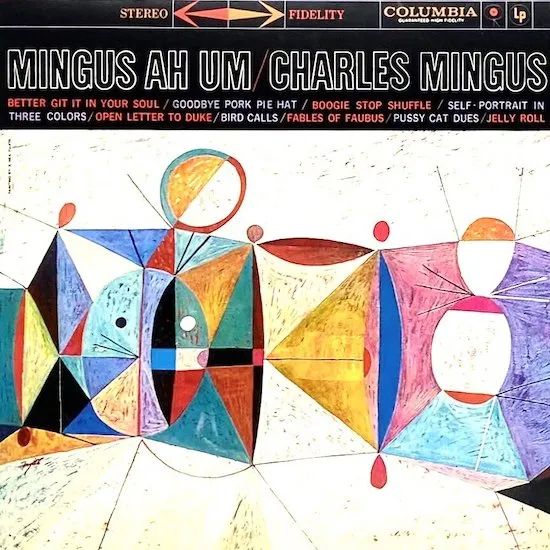 STEREO FIDELITY COLUMBIA LP
GUARANTEED HIGH FIDELITY
MINGUS AH UM/CHARLES MINGUS
BETTER GIT IT IN YOUR SOUL / GOODBYE PORK PIE HAT / BOOGIE STOP SHUFFLE / SELF-PORTRAIT IN
THREE COLORS/OPEN LETTER TO DUKE/BIRD CALLS/FABLES OF FAUBUS/PUSSY CAT DUES/JELLY ROLL